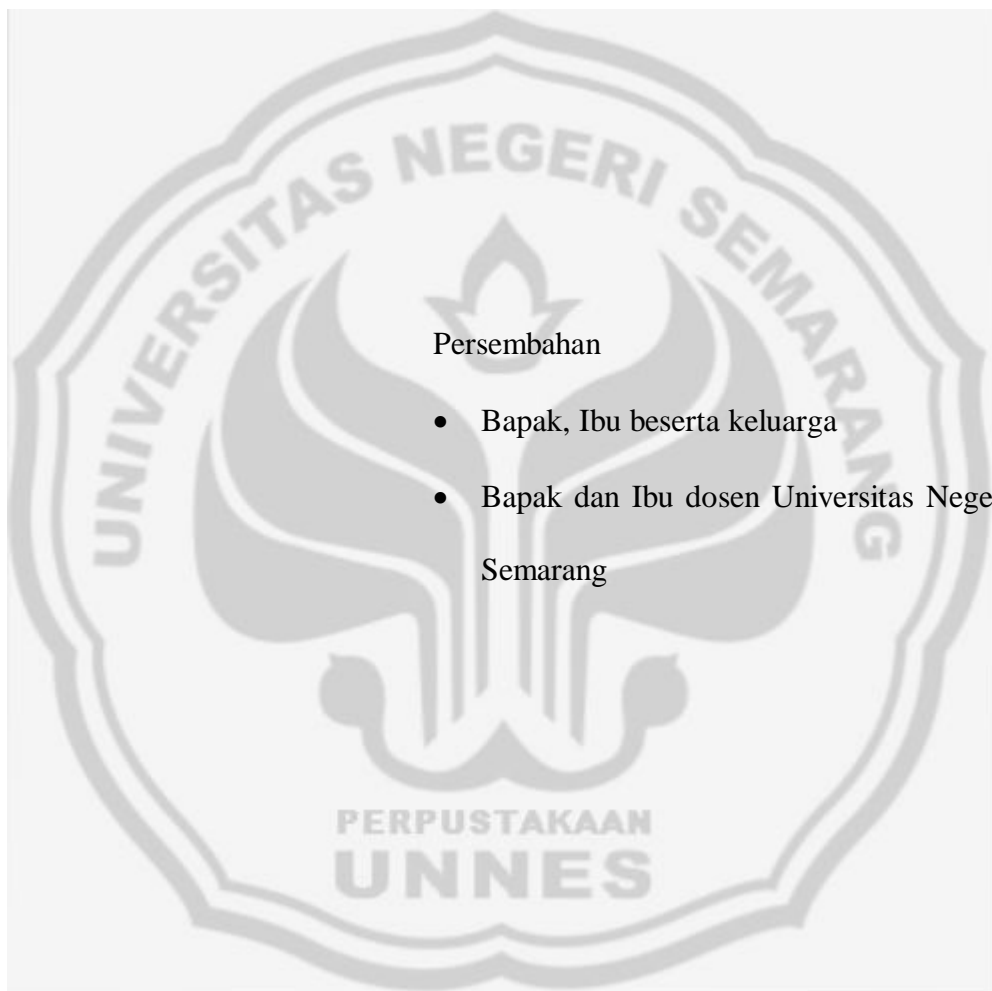 UNIVERSITAS NEGERI SEMARANG
Persembahan
• Bapak, Ibu beserta keluarga
• Bapak dan Ibu dosen Universitas Nege
Semarang
PERPUSTAKAAN
UNNES